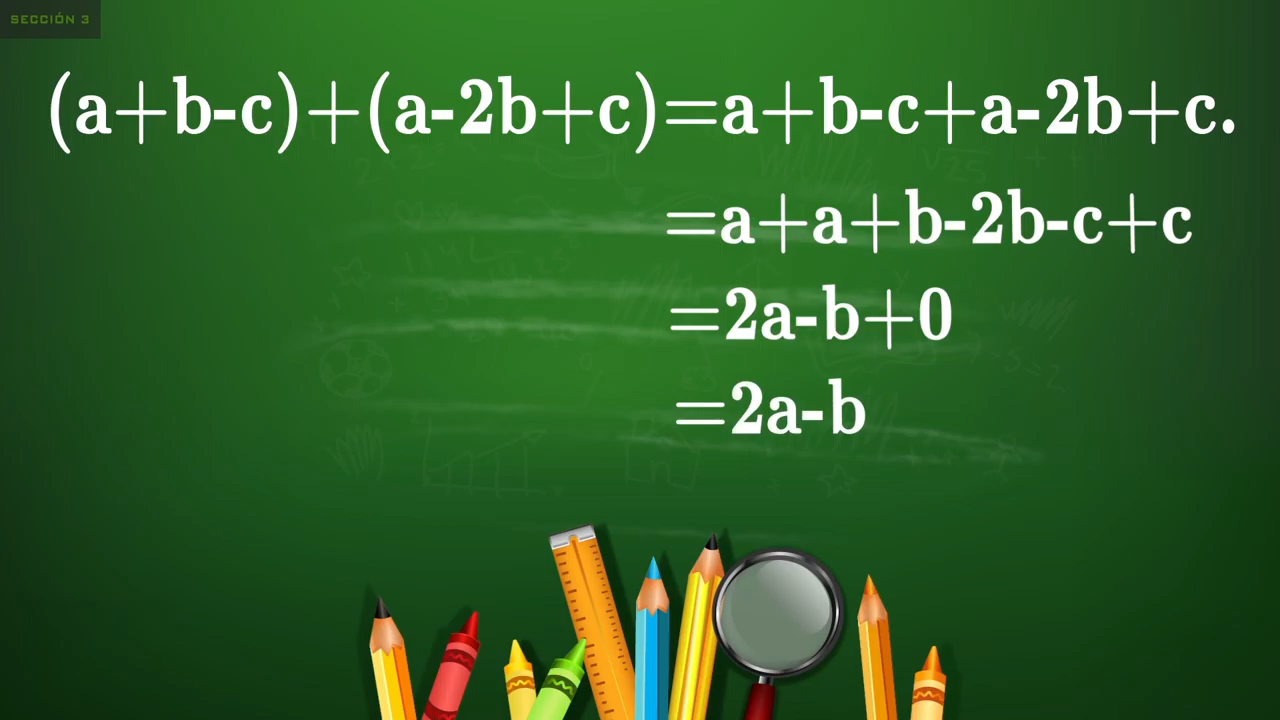 SECCIÓN 3
(a+b-c)+(a-2b+c)=a+b-c+a-2b+c.
=a+a+b-2b-c+c
=2a-b+0
=2a-b